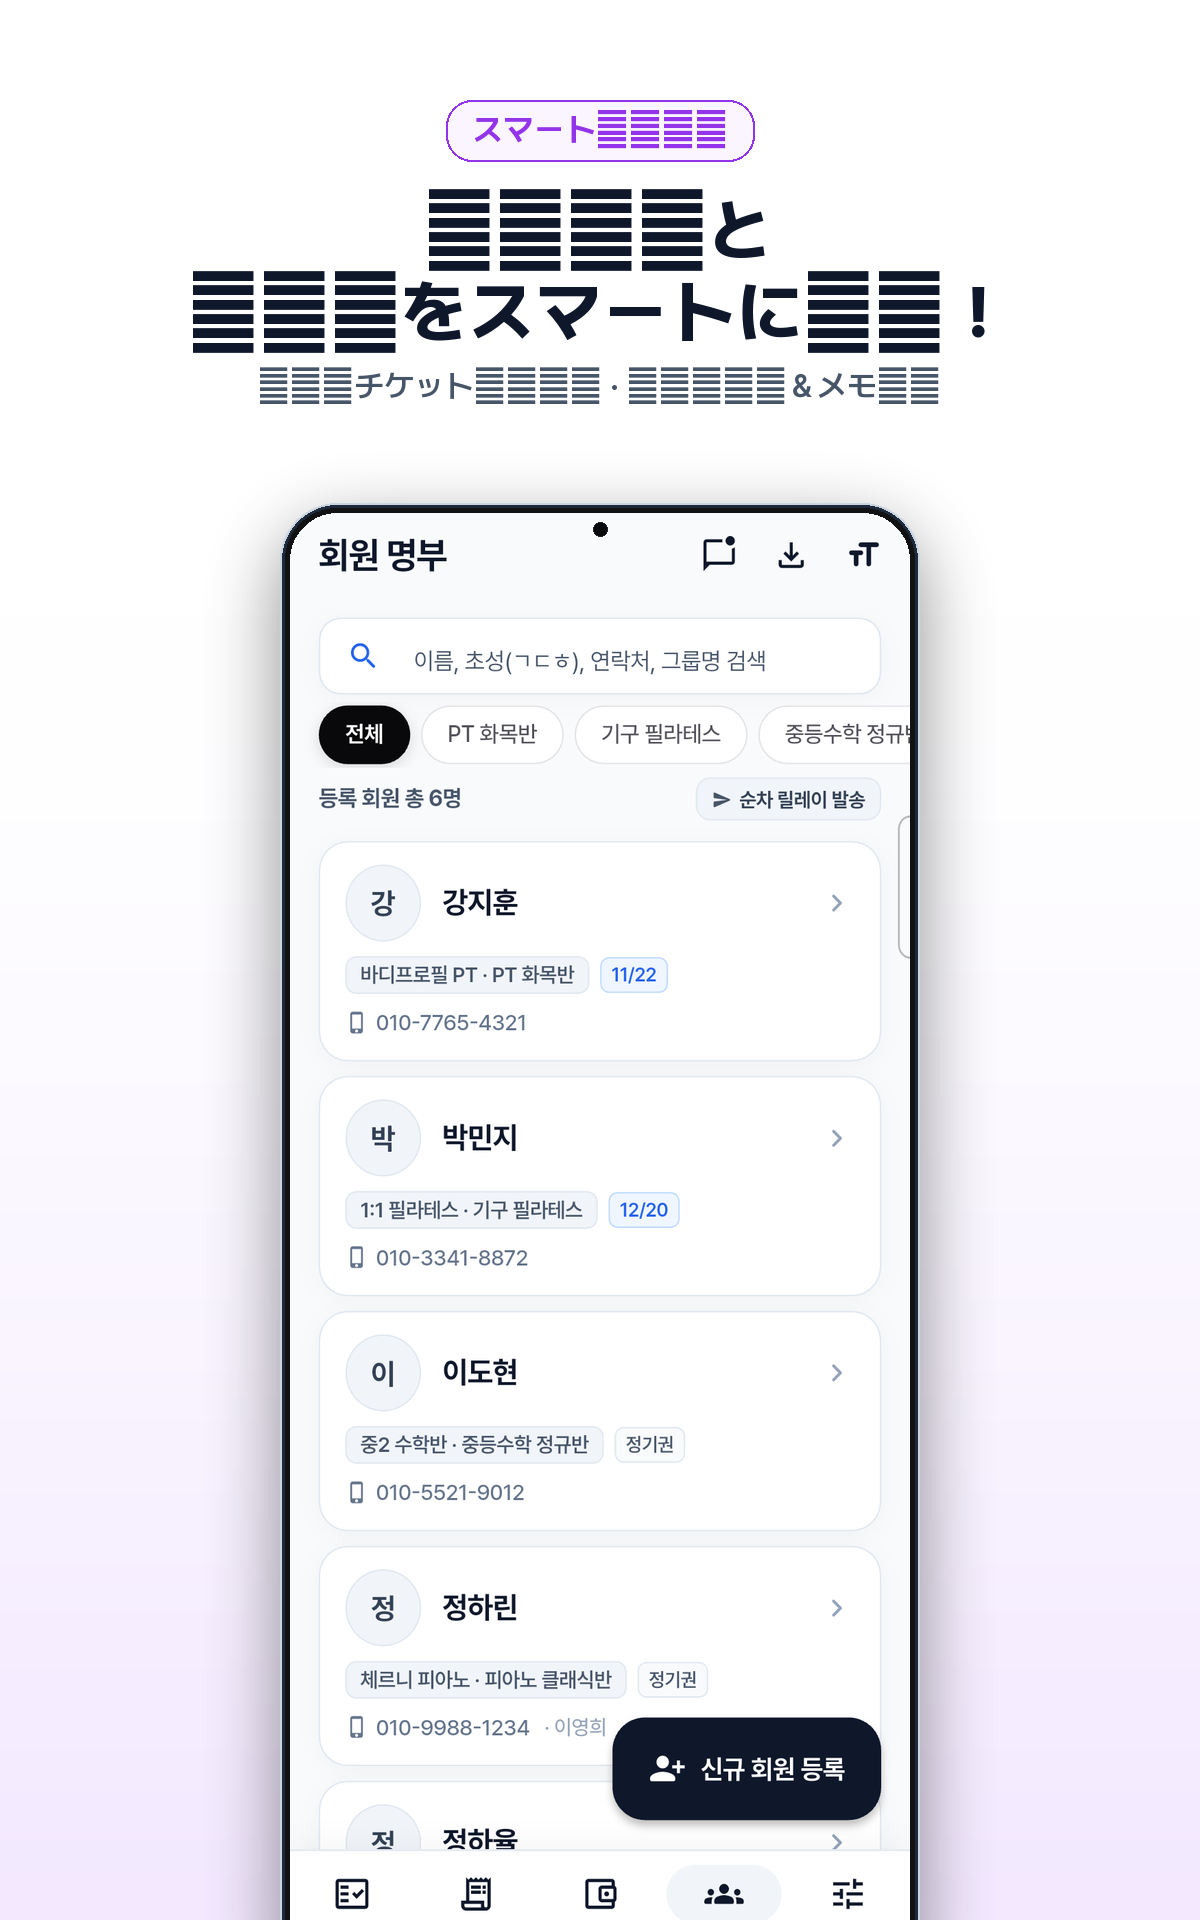 スマート
と
をスマートに！
チケット · & メモ
회원 명부
이름, 초성(ㄱㄷㅎ), 연락처, 그룹명 검색
전체
PT 화목반
기구 필라테스
중등수학 정규반
등록 회원 총 6명
순차 릴레이 발송
강 강지훈
바디프로필 PT · PT 화목반 11/22
010-7765-4321
박 박민지
1:1 필라테스 · 기구 필라테스 12/20
010-3341-8872
이 이도현
중2 수학반 · 중등수학 정규반 정기권
010-5521-9012
정 정하린
체르니 피아노 · 피아노 클래식반 정기권
010-9988-1234 · 이영희
신규 회원 등록
정 정하율